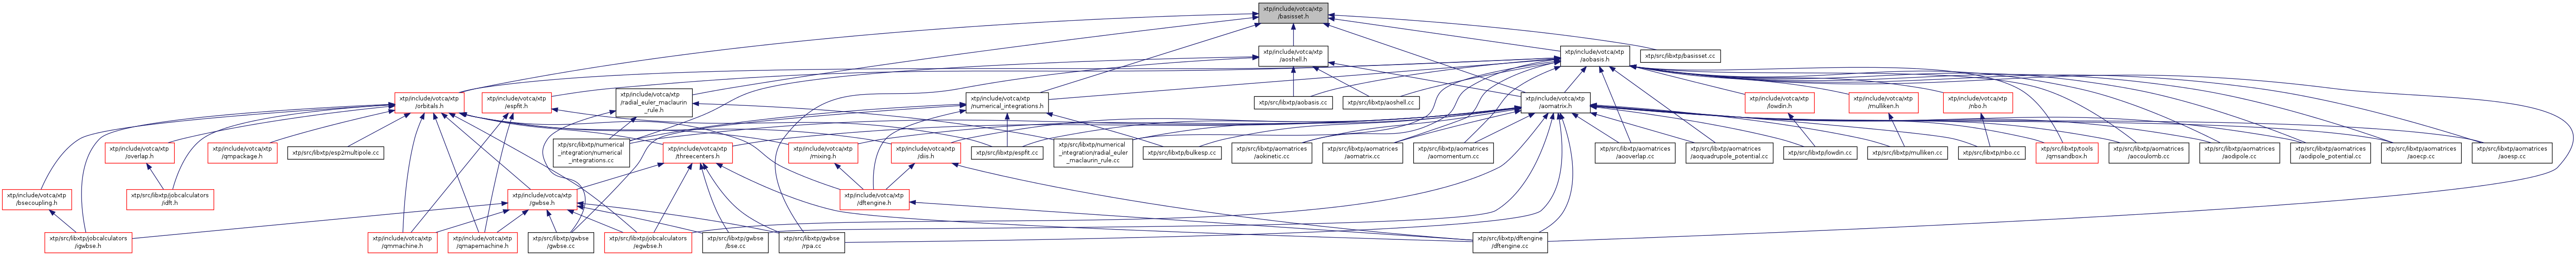 xtp/include/votca/xtp
/basisset.h
xtp/include/votca/xtp
/aoshell.h
xtp/include/votca/xtp
/aobasis.h
xtp/src/libxtp/basisset.cc
xtp/include/votca/xtp
/orbitals.h
xtp/include/votca/xtp
/espfit.h
xtp/include/votca/xtp
/radial_euler_maclaurin
_rule.h
xtp/include/votca/xtp
/numerical_integrations.h
xtp/src/libxtp/aobasis.cc
xtp/src/libxtp/aoshell.cc
xtp/include/votca/xtp
/aomatrix.h
xtp/include/votca/xtp
/lowdin.h
xtp/include/votca/xtp
/mulliken.h
xtp/include/votca/xtp
/nbo.h
xtp/include/votca/xtp
/overlap.h
xtp/include/votca/xtp
/qmpackage.h
xtp/src/libxtp/esp2multipole.cc
xtp/src/libxtp/numerical
_integration/numerical
_integrations.cc
xtp/include/votca/xtp
/threecenters.h
xtp/include/votca/xtp
/mixing.h
xtp/include/votca/xtp
/diis.h
xtp/src/libxtp/espfit.cc
xtp/src/libxtp/numerical
_integration/radial_euler
_maclaurin_rule.cc
xtp/src/libxtp/bulkesp.cc
xtp/src/libxtp/aomatrices
/aokinetic.cc
xtp/src/libxtp/aomatrices
/aomatrix.cc
xtp/src/libxtp/aomatrices
/aomomentum.cc
xtp/src/libxtp/aomatrices
/aooverlap.cc
xtp/src/libxtp/aomatrices
/aoquadrupole_potential.cc
xtp/src/libxtp/lowdin.cc
xtp/src/libxtp/mulliken.cc
xtp/src/libxtp/nbo.cc
xtp/src/libxtp/tools
/qmsandbox.h
xtp/src/libxtp/aomatrices
/aocoulomb.cc
xtp/src/libxtp/aomatrices
/aodipole.cc
xtp/src/libxtp/aomatrices
/aodipole_potential.cc
xtp/src/libxtp/aomatrices
/aoecp.cc
xtp/src/libxtp/aomatrices
/aoesp.cc
xtp/include/votca/xtp
/bsecoupling.h
xtp/src/libxtp/jobcalculators
/idft.h
xtp/include/votca/xtp
/gwbse.h
xtp/include/votca/xtp
/dftengine.h
xtp/src/libxtp/jobcalculators
/igwbse.h
xtp/include/votca/xtp
/qmmachine.h
xtp/include/votca/xtp
/qmapemachine.h
xtp/src/libxtp/gwbse
/gwbse.cc
xtp/src/libxtp/jobcalculators
/egwbse.h
xtp/src/libxtp/gwbse
/bse.cc
xtp/src/libxtp/gwbse
/rpa.cc
xtp/src/libxtp/dftengine
/dftengine.cc